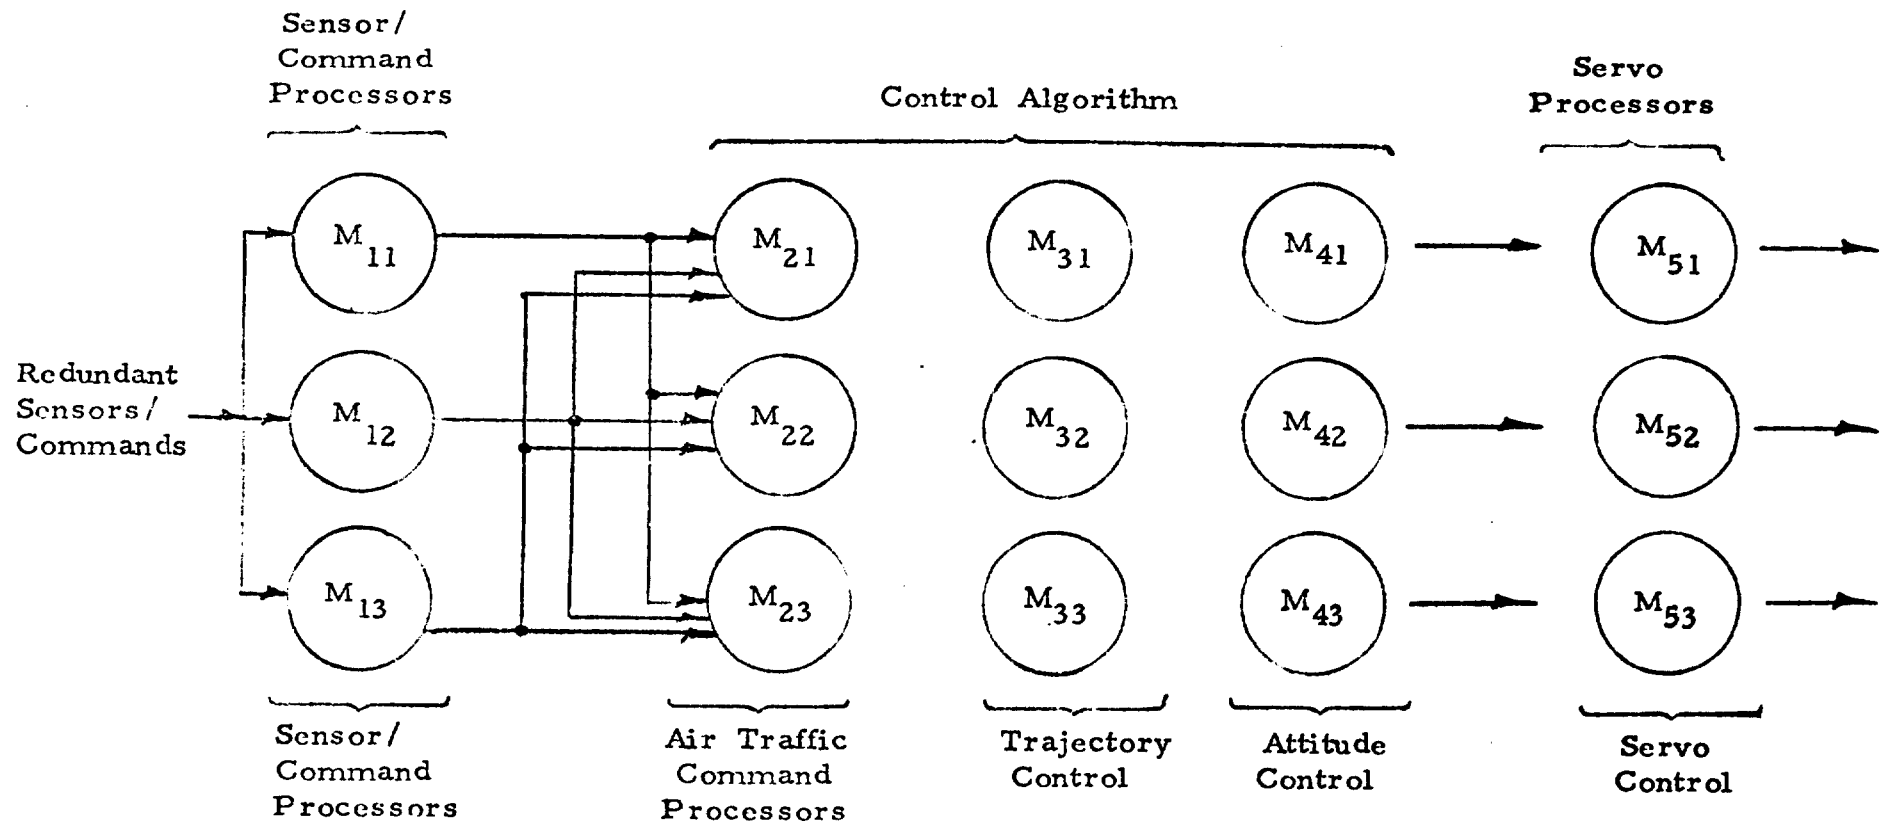 Sensor/
Command
Processors
Control Algorithm
Servo
Processors
M11
M21
M31
M41
M51
Redundant
Sensors/
Commands
M12
M22
M32
M42
M52
M13
M23
M33
M43
M53
Sensor/
Command
Processors
Air Traffic
Command
Processors
Trajectory
Control
Attitude
Control
Servo
Control